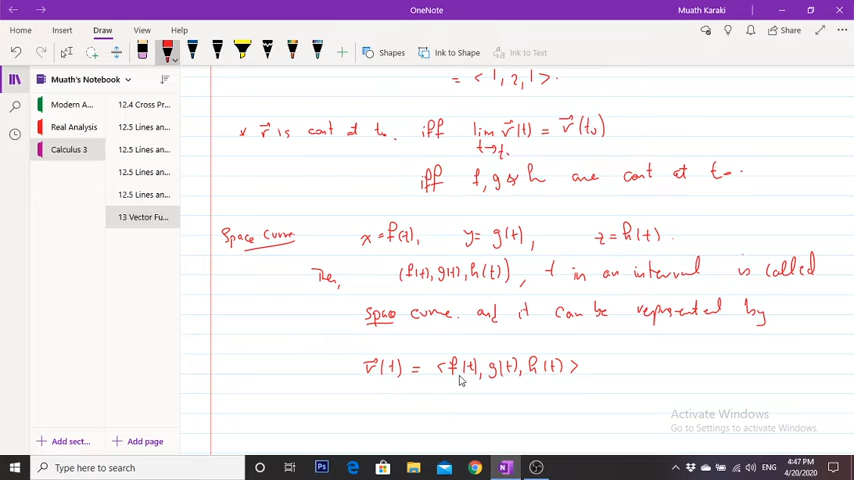 OneNote
Muath Karaki
Home Insert Draw History View Help
Share
Shapes Ink to Shape Ink to Text
Muath's Notebook
Modern A...
Real Analysis
Calculus 3
12.4 Cross Pr...
12.5 Lines an...
12.5 Lines an...
12.5 Lines an...
12.5 Lines an...
13 Vector Fu...
= < 1, 2, 1 >.
* r⃗ is cont at t₀. iff lim r⃗(t) = r⃗(t₀)
t→t₀
iff f, g & h are cont at t₀.
Space Curve x = f(t), y = g(t), z = h(t).
Then, (f(t), g(t), h(t)), t in an interval is called
space curve. and it can be represented by
r⃗(t) = <f(t), g(t), h(t)>
Activate Windows
Go to Settings to activate Windows.
Add sect... Add page
Type here to search
ENG
4:47 PM
4/20/2020